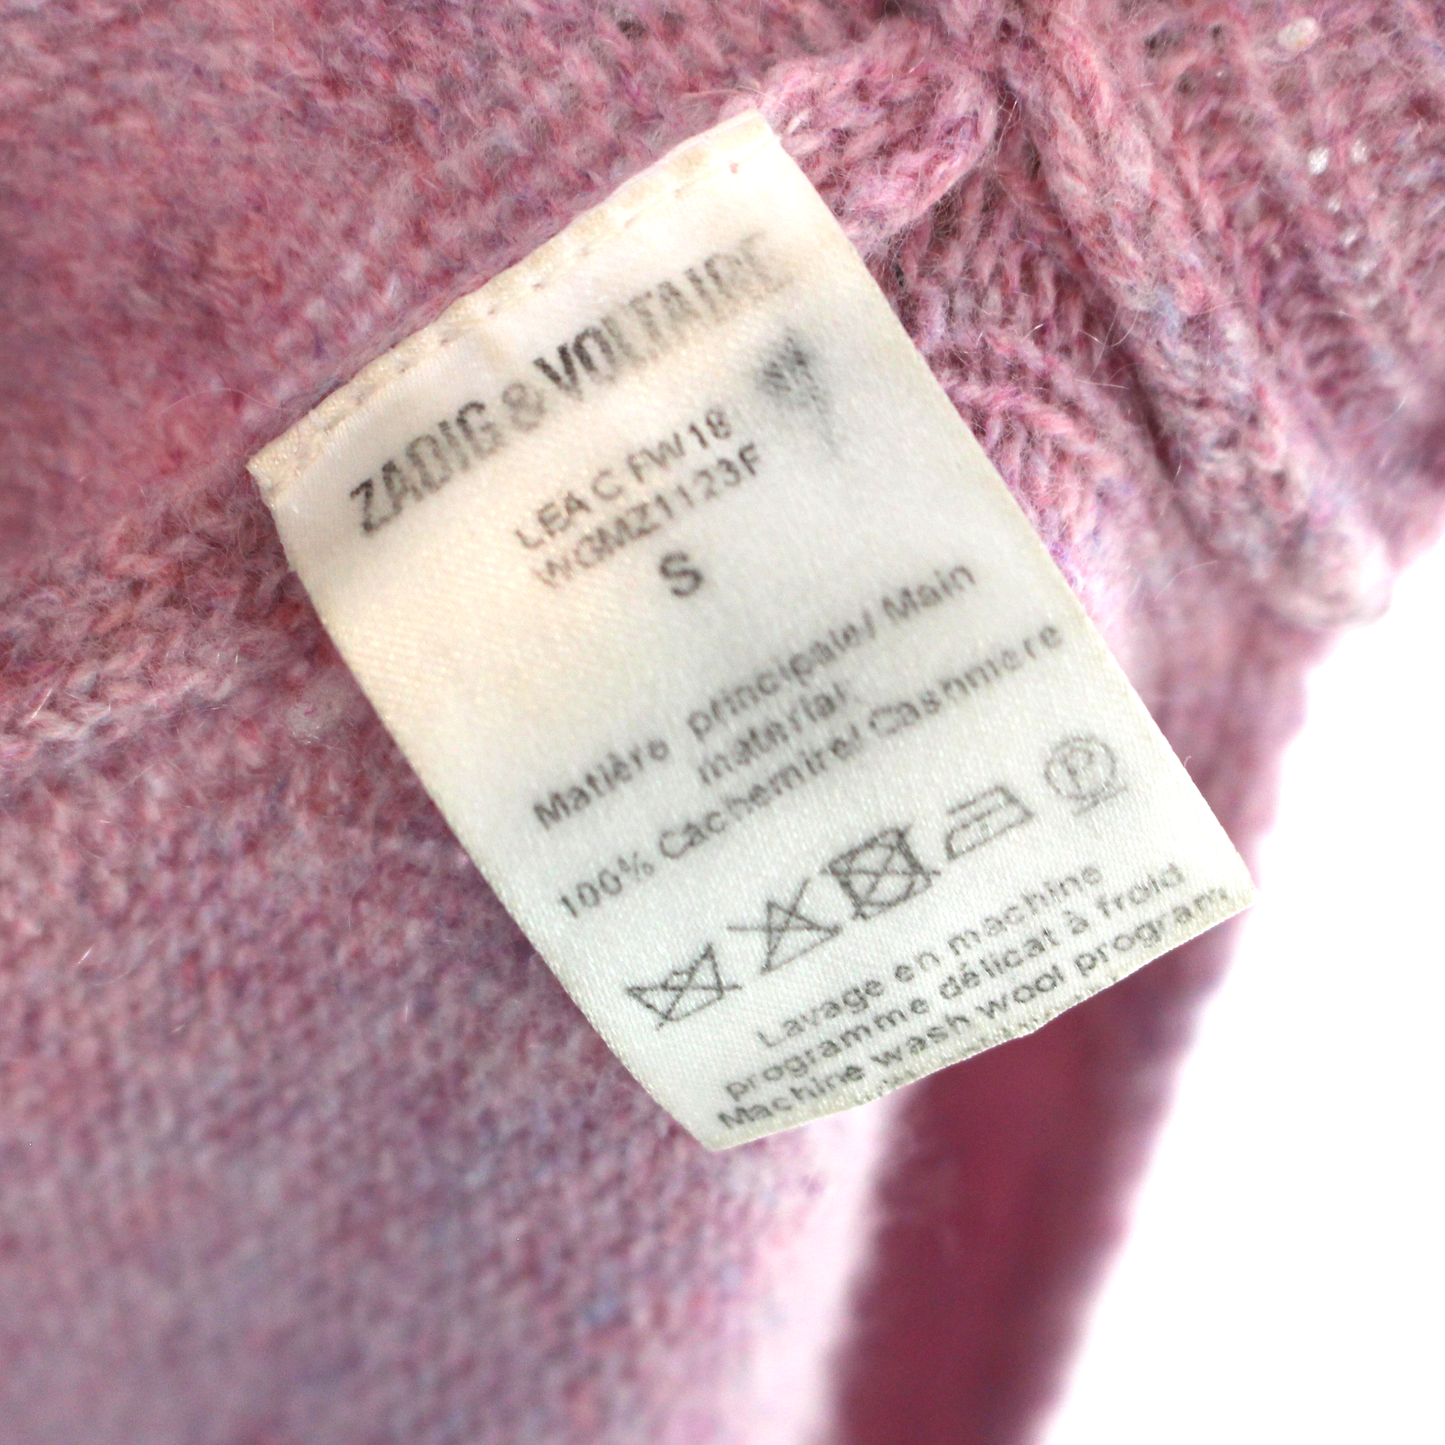 ZADIG & VOLTAIRE
LEA C FW18
WGMZ1123F
S
Matière principale/ Main
material:
100% Cachemire/ Cashmere
P
Lavage en machine
programme délicat à froid
Machine wash wool program